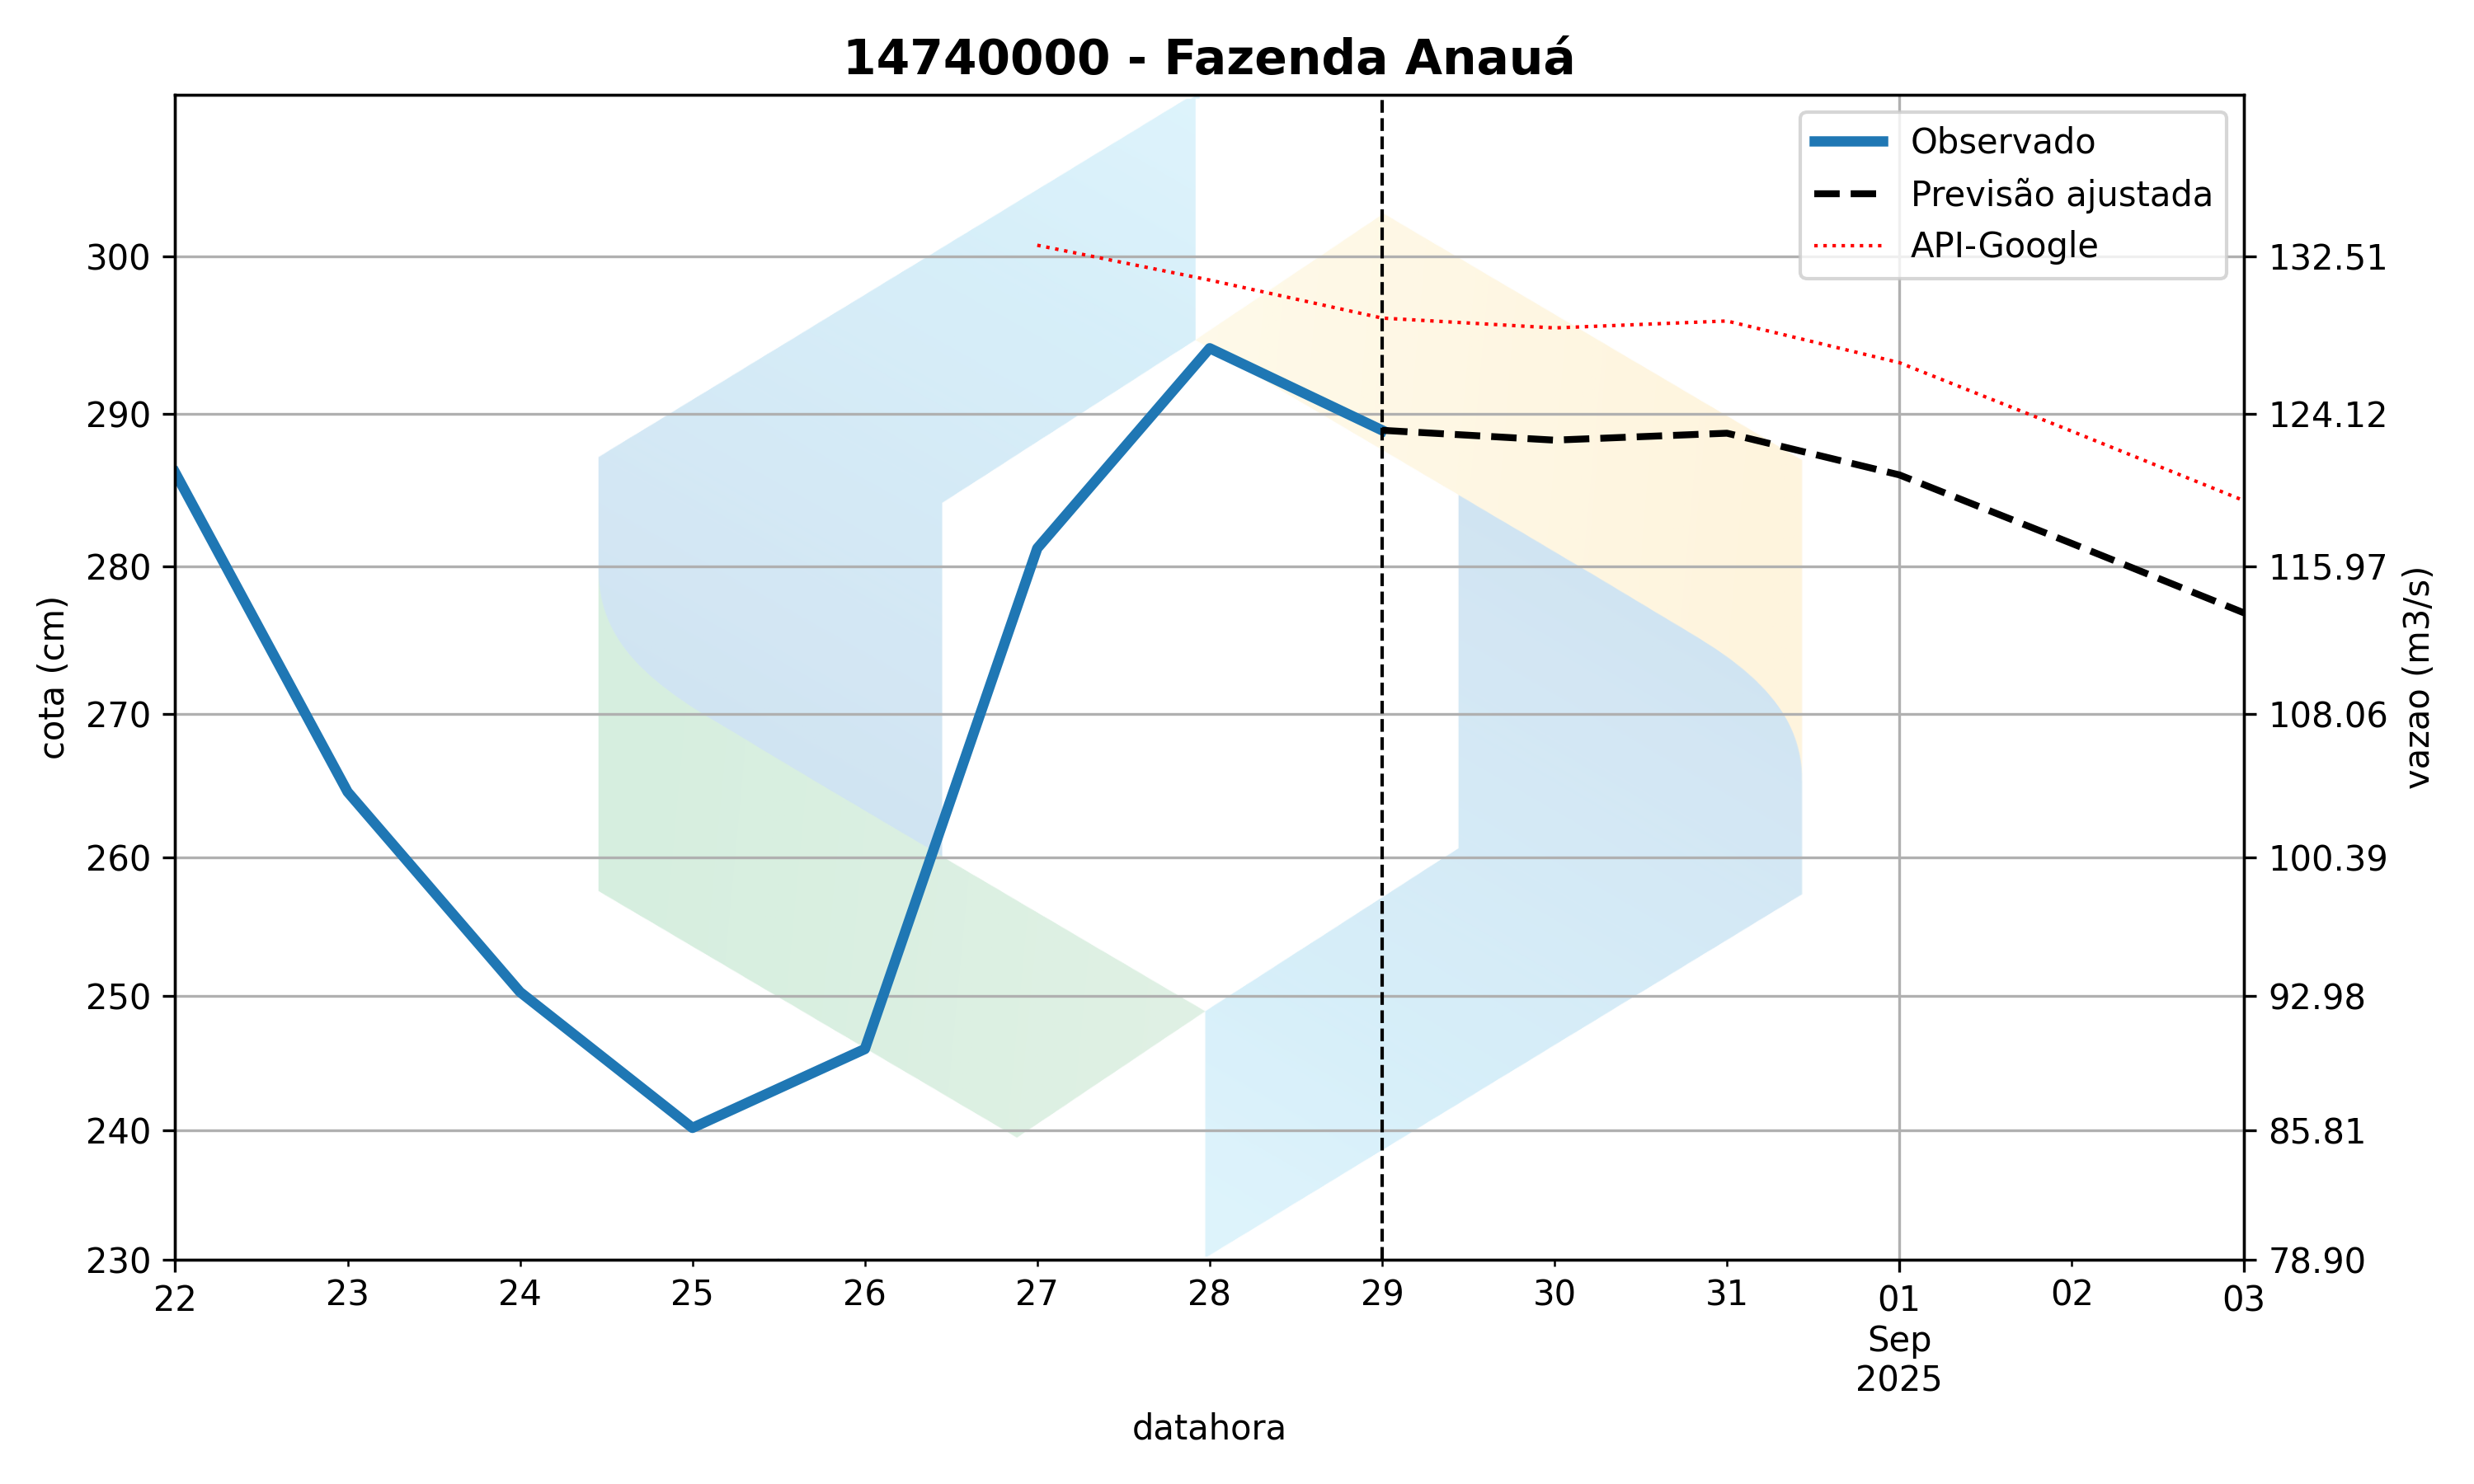 14740000 - Fazenda Anauá
Observado
Previsão ajustada
API-Google
300
290
280
270
260
250
240
230
cota (cm)
132.51
124.12
115.97
108.06
100.39
92.98
85.81
78.90
vazao (m3/s)
22 23 24 25 26 27 28 29 30 31 01 02 03
Sep
2025
datahora